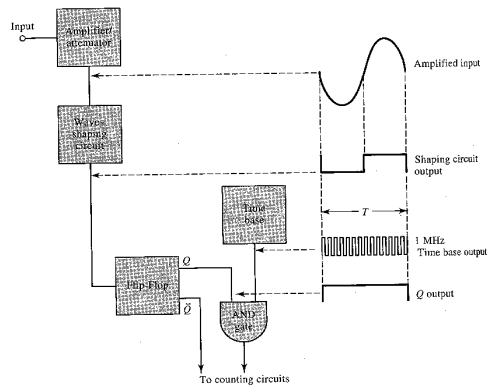 Input
Amplifier/
attenuator
Amplified input
Waves
shaping
circuit
Shaping circuit
output
T
Time
base
1 MHz
Time base output
Q
Flip-Flop
Q output
Q̄
AND
gate
To counting circuits